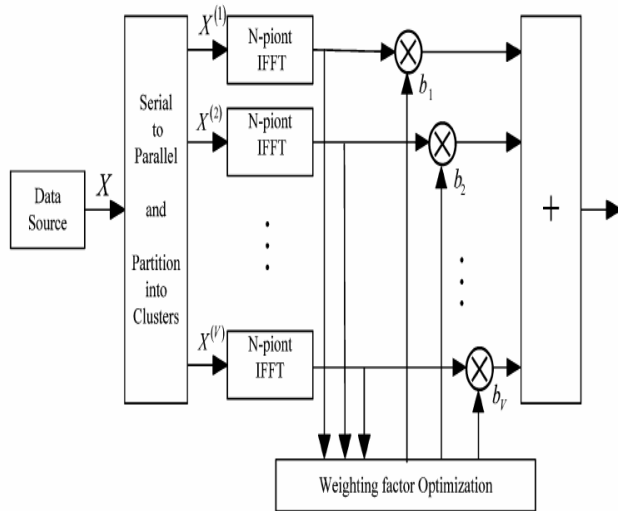 Data
Source
X
Serial
to
Parallel
and
Partition
into
Clusters
X^(1)
N-piont
IFFT
b_1
X^(2)
N-piont
IFFT
b_2
X^(V)
N-piont
IFFT
b_V
+
Weighting factor Optimization